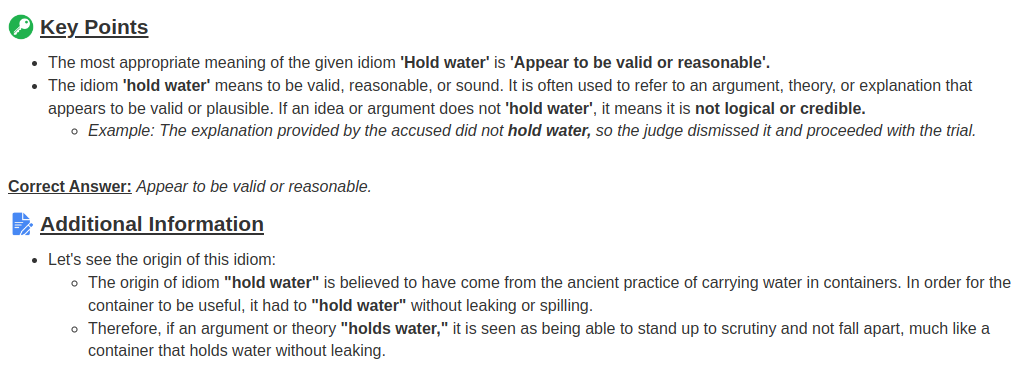 Key Points
The most appropriate meaning of the given idiom 'Hold water' is 'Appear to be valid or reasonable'.
The idiom 'hold water' means to be valid, reasonable, or sound. It is often used to refer to an argument, theory, or explanation that
appears to be valid or plausible. If an idea or argument does not 'hold water', it means it is not logical or credible.
Example: The explanation provided by the accused did not hold water, so the judge dismissed it and proceeded with the trial.
Correct Answer: Appear to be valid or reasonable.
Additional Information
Let's see the origin of this idiom:
The origin of idiom "hold water" is believed to have come from the ancient practice of carrying water in containers. In order for the
container to be useful, it had to "hold water" without leaking or spilling.
Therefore, if an argument or theory "holds water," it is seen as being able to stand up to scrutiny and not fall apart, much like a
container that holds water without leaking.